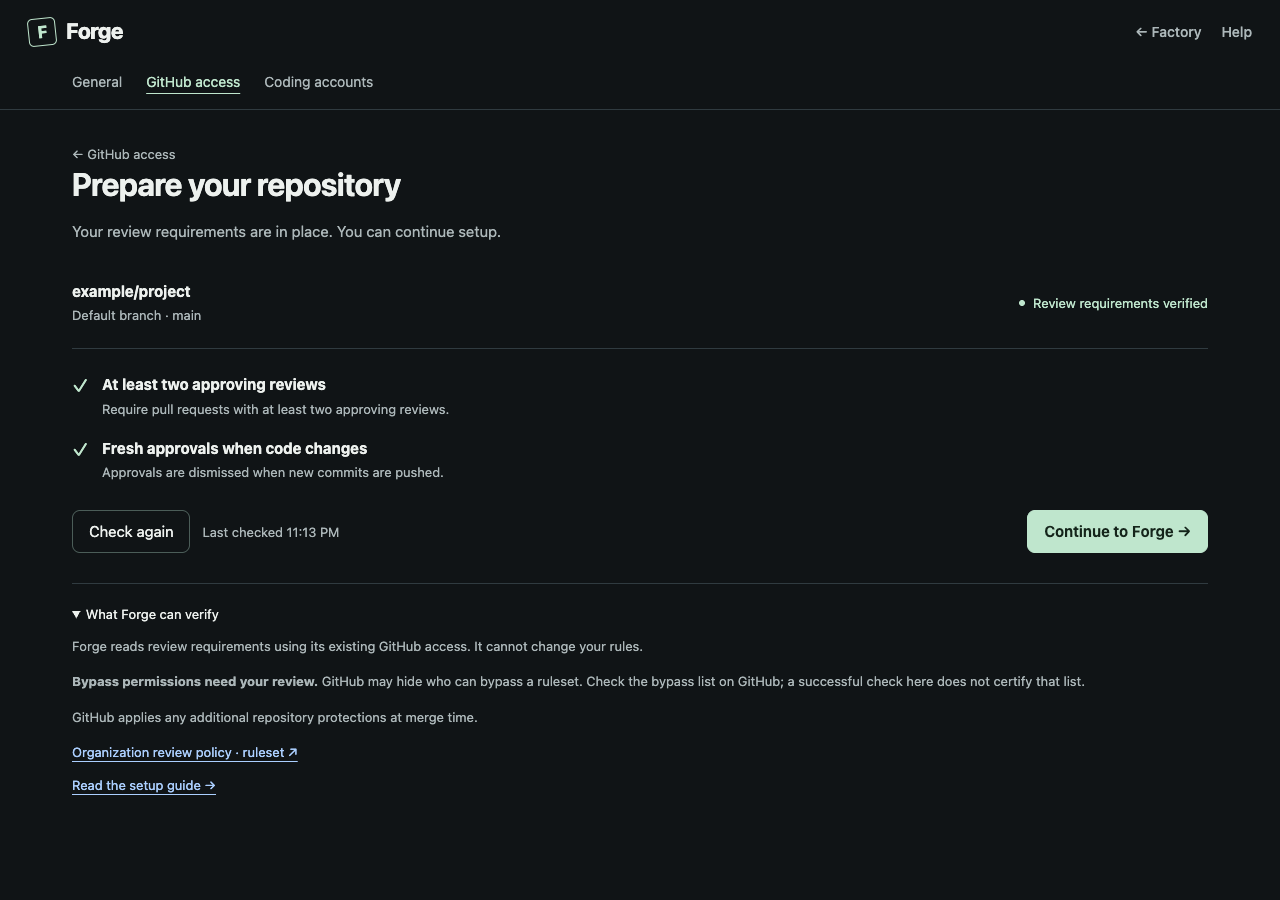 F Forge
← Factory Help
General GitHub access Coding accounts
← GitHub access
Prepare your repository
Your review requirements are in place. You can continue setup.
example/project
Default branch · main
Review requirements verified
At least two approving reviews
Require pull requests with at least two approving reviews.
Fresh approvals when code changes
Approvals are dismissed when new commits are pushed.
Check again Last checked 11:13 PM
Continue to Forge →
▼ What Forge can verify
Forge reads review requirements using its existing GitHub access. It cannot change your rules.
Bypass permissions need your review. GitHub may hide who can bypass a ruleset. Check the bypass list on GitHub; a successful check here does not certify that list.
GitHub applies any additional repository protections at merge time.
Organization review policy · ruleset ↗
Read the setup guide →